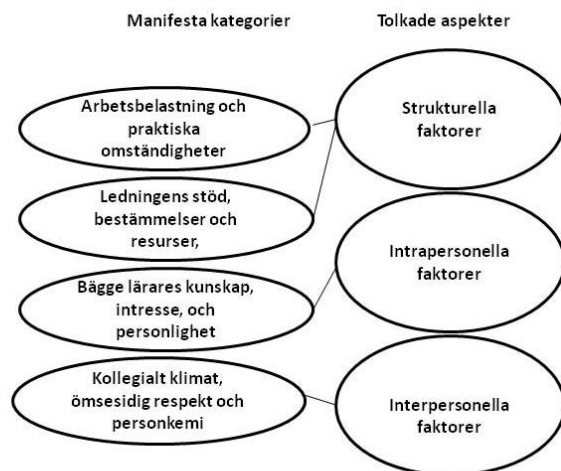 Manifesta kategorier
Tolkade aspekter
Arbetsbelastning och
praktiska
omständigheter
Strukturella
faktorer
Ledningens stöd,
bestämmelser och
resurser,
Bägge lärares kunskap,
intresse, och
personlighet
Intrapersonella
faktorer
Kollegialt klimat,
ömsesidig respekt och
personkemi
Interpersonella
faktorer